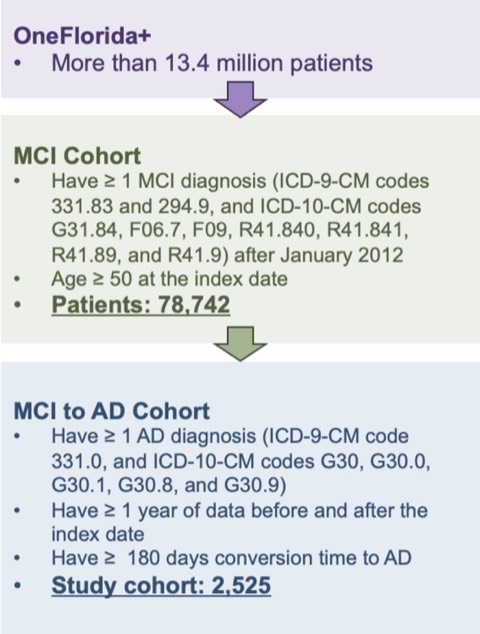 OneFlorida+
• More than 13.4 million patients
MCI Cohort
• Have ≥ 1 MCI diagnosis (ICD-9-CM codes
331.83 and 294.9, and ICD-10-CM codes
G31.84, F06.7, F09, R41.840, R41.841,
R41.89, and R41.9) after January 2012
• Age ≥ 50 at the index date
• Patients: 78,742
MCI to AD Cohort
• Have ≥ 1 AD diagnosis (ICD-9-CM code
331.0, and ICD-10-CM codes G30, G30.0,
G30.1, G30.8, and G30.9)
• Have ≥ 1 year of data before and after the
index date
• Have ≥ 180 days conversion time to AD
• Study cohort: 2,525